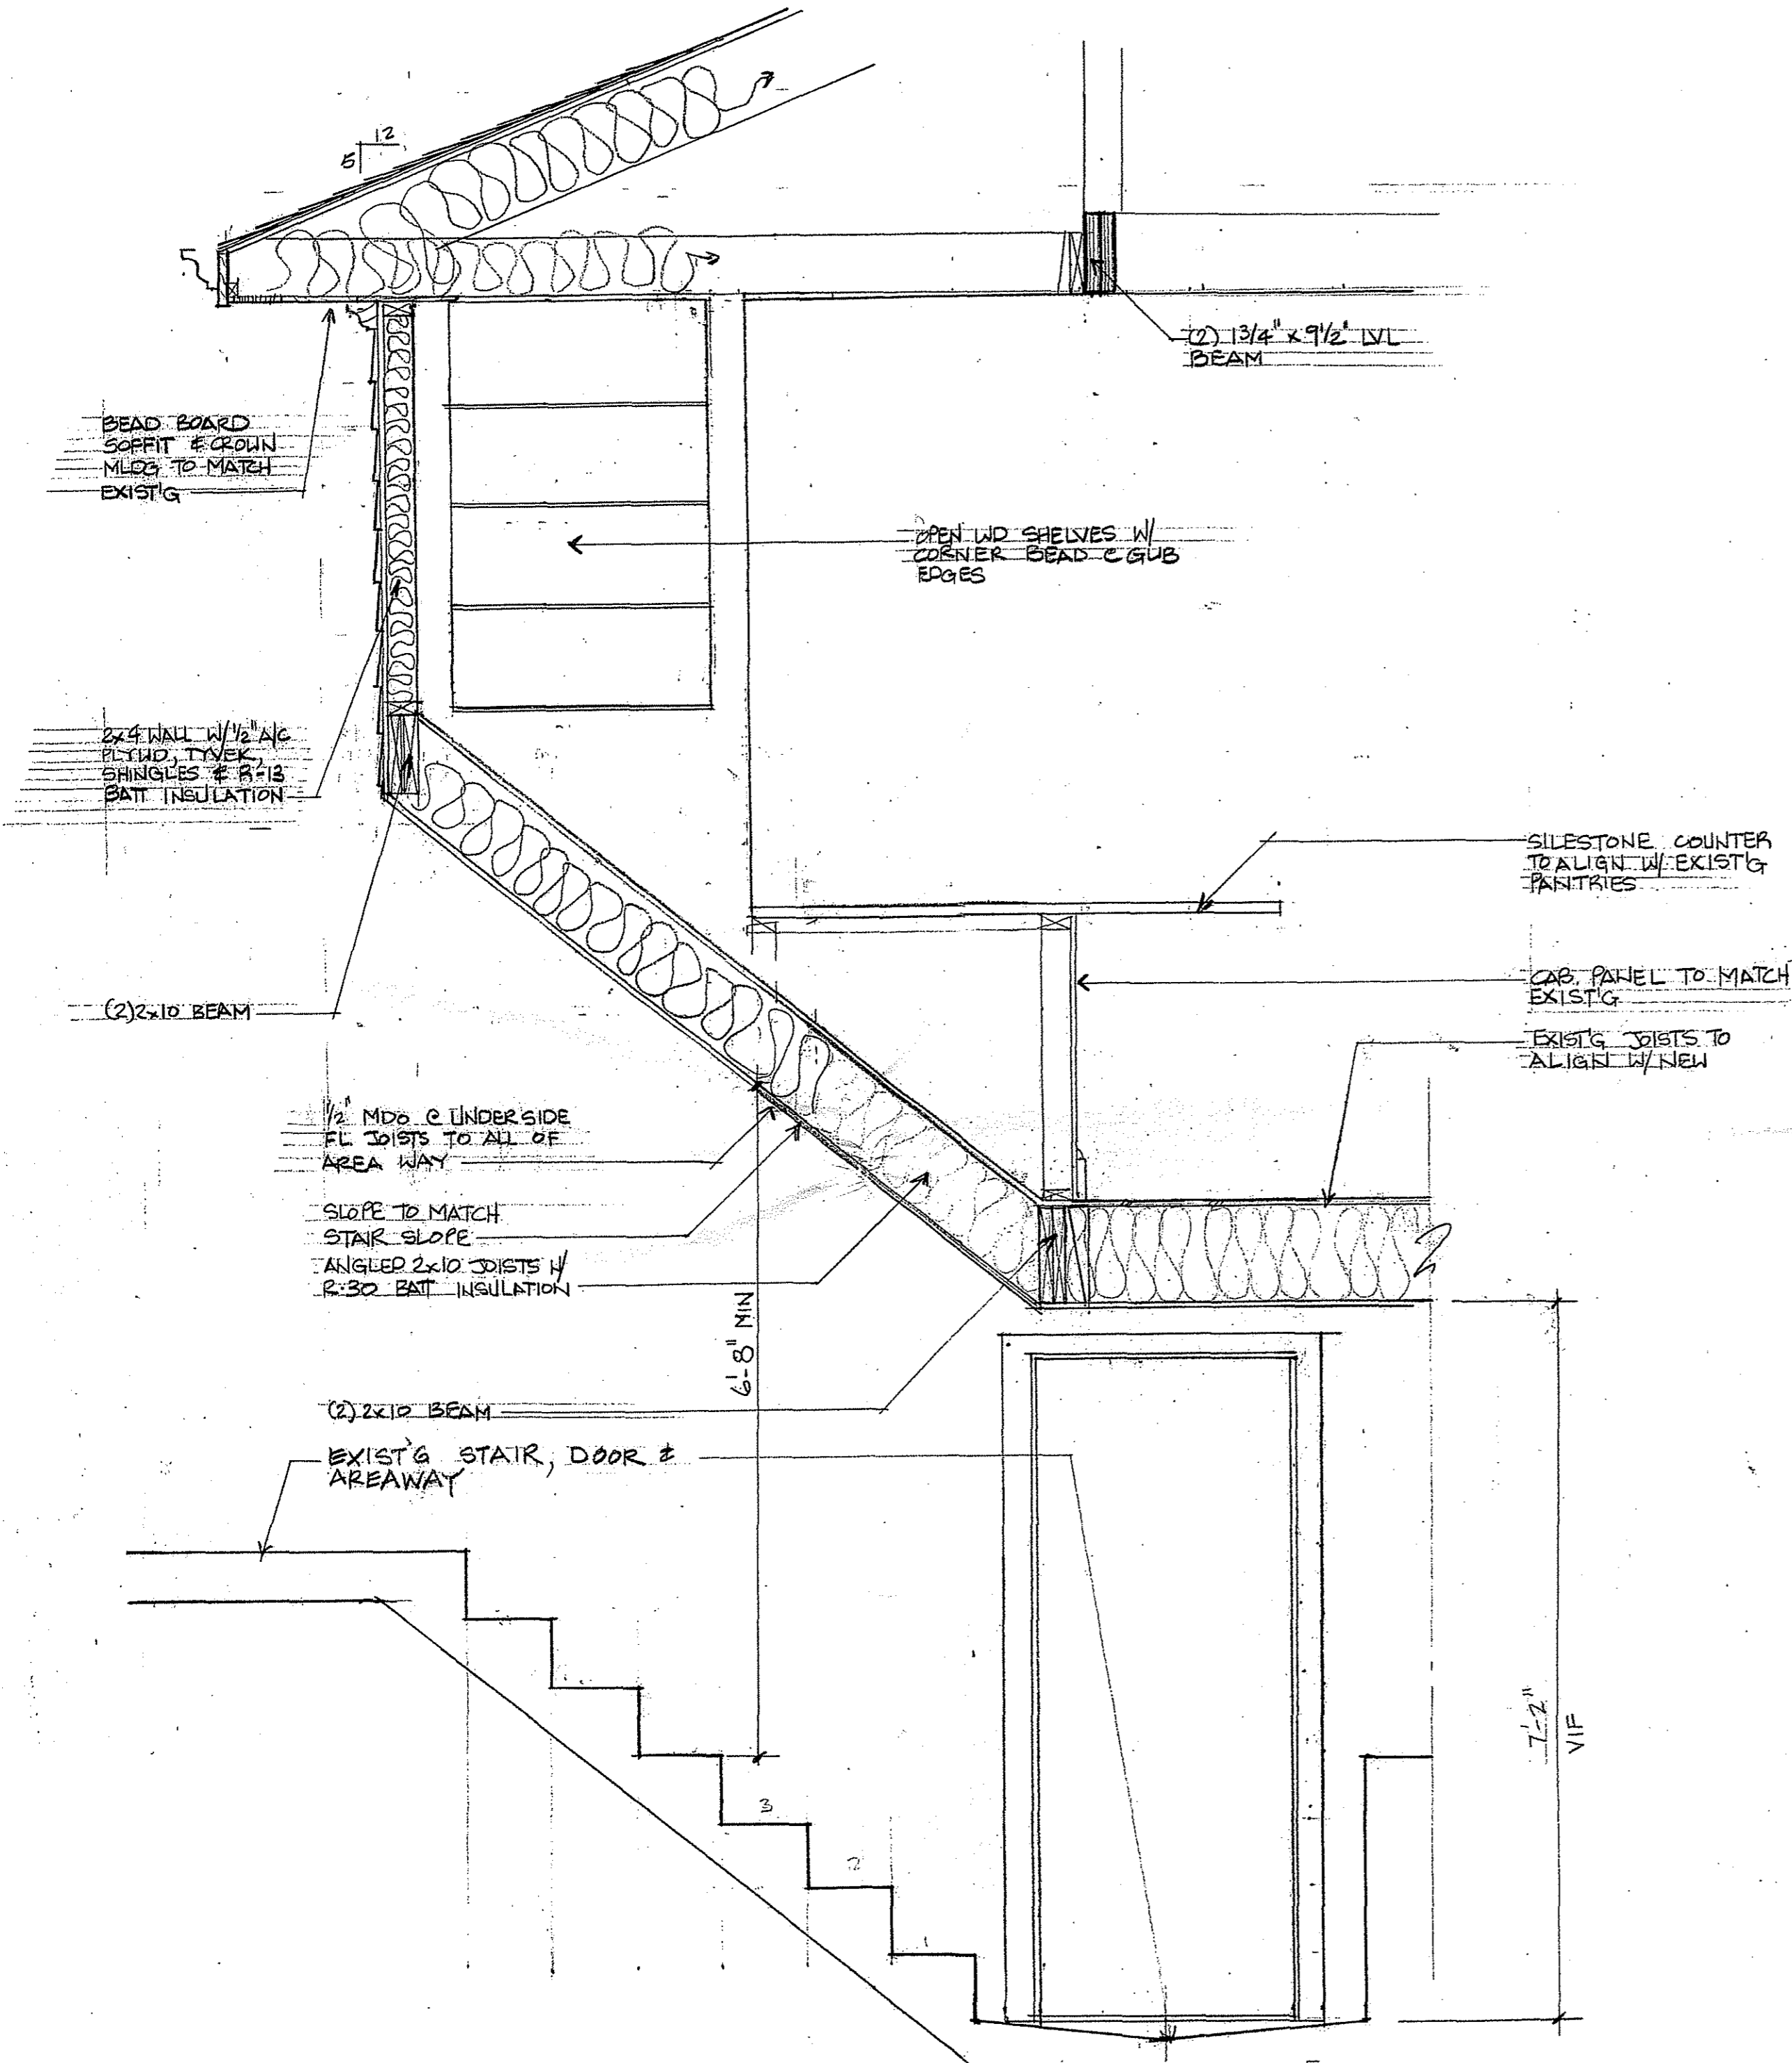 12
5
(2) 1 3/4" x 9 1/2" LVL
BEAM
BEAD BOARD
SOFFIT & CROWN
MLDG TO MATCH
EXIST'G
OPEN WD SHELVES W/
CORNER BEAD @ GWB
EDGES
2x4 WALL W/ 1/2" A/C
PLYWD, TYVEK,
SHINGLES & R-13
BATT INSULATION
SILESTONE COUNTER
TO ALIGN W/ EXIST'G
PANTRIES
(2) 2x10 BEAM
CAB. PANEL TO MATCH
EXIST'G
EXIST'G JOISTS TO
ALIGN W/ NEW
1/2" MDO @ UNDERSIDE
FL JOISTS TO ALL OF
AREA WAY
SLOPE TO MATCH
STAIR SLOPE
ANGLED 2x10 JOISTS W/
R-30 BATT INSULATION
6'-8" MIN
(2) 2x10 BEAM
EXIST'G STAIR, DOOR &
AREAWAY
7'-2"
VIF
3
2
1